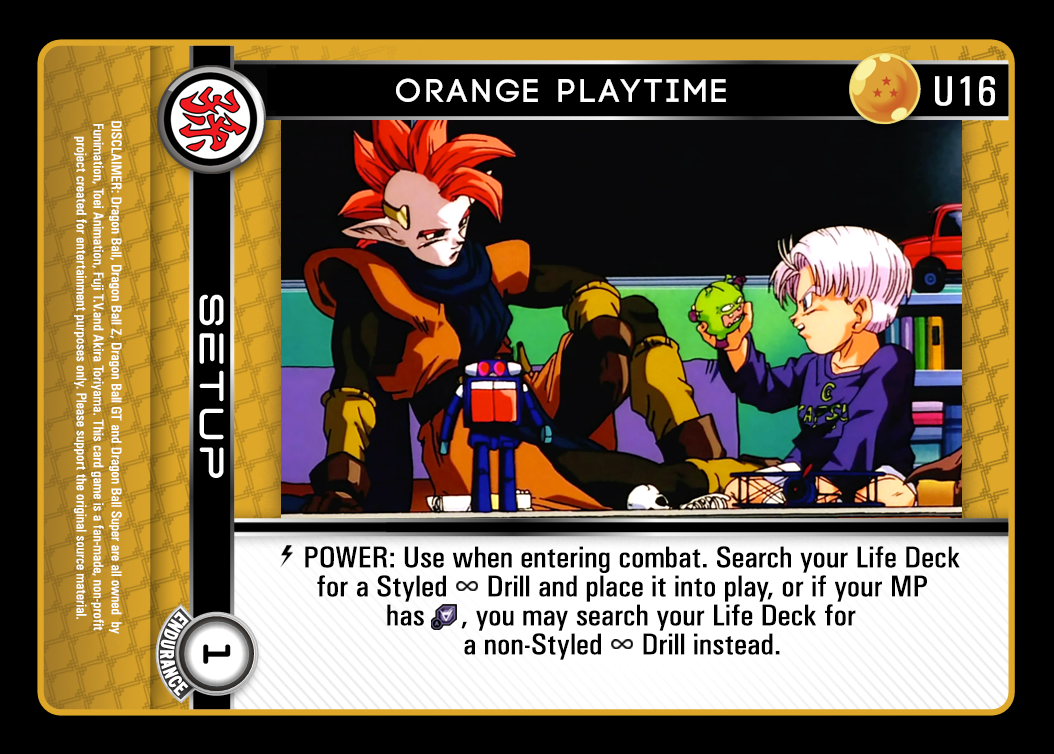 ORANGE PLAYTIME
U16
孫
SETUP
DISCLAIMER: Dragon Ball, Dragon Ball Z, Dragon Ball GT and Dragon Ball Super are all owned by
Funimation, Toei Animation, Fuji T.V.and Akira Toriyama. This card game is a fan-made, non-profit
project created for entertainment purposes only. Please support the original source material.
C
CAPSU
POWER: Use when entering combat. Search your Life Deck
for a Styled ∞ Drill and place it into play, or if your MP
has , you may search your Life Deck for
a non-Styled ∞ Drill instead.
1
ENDURANCE